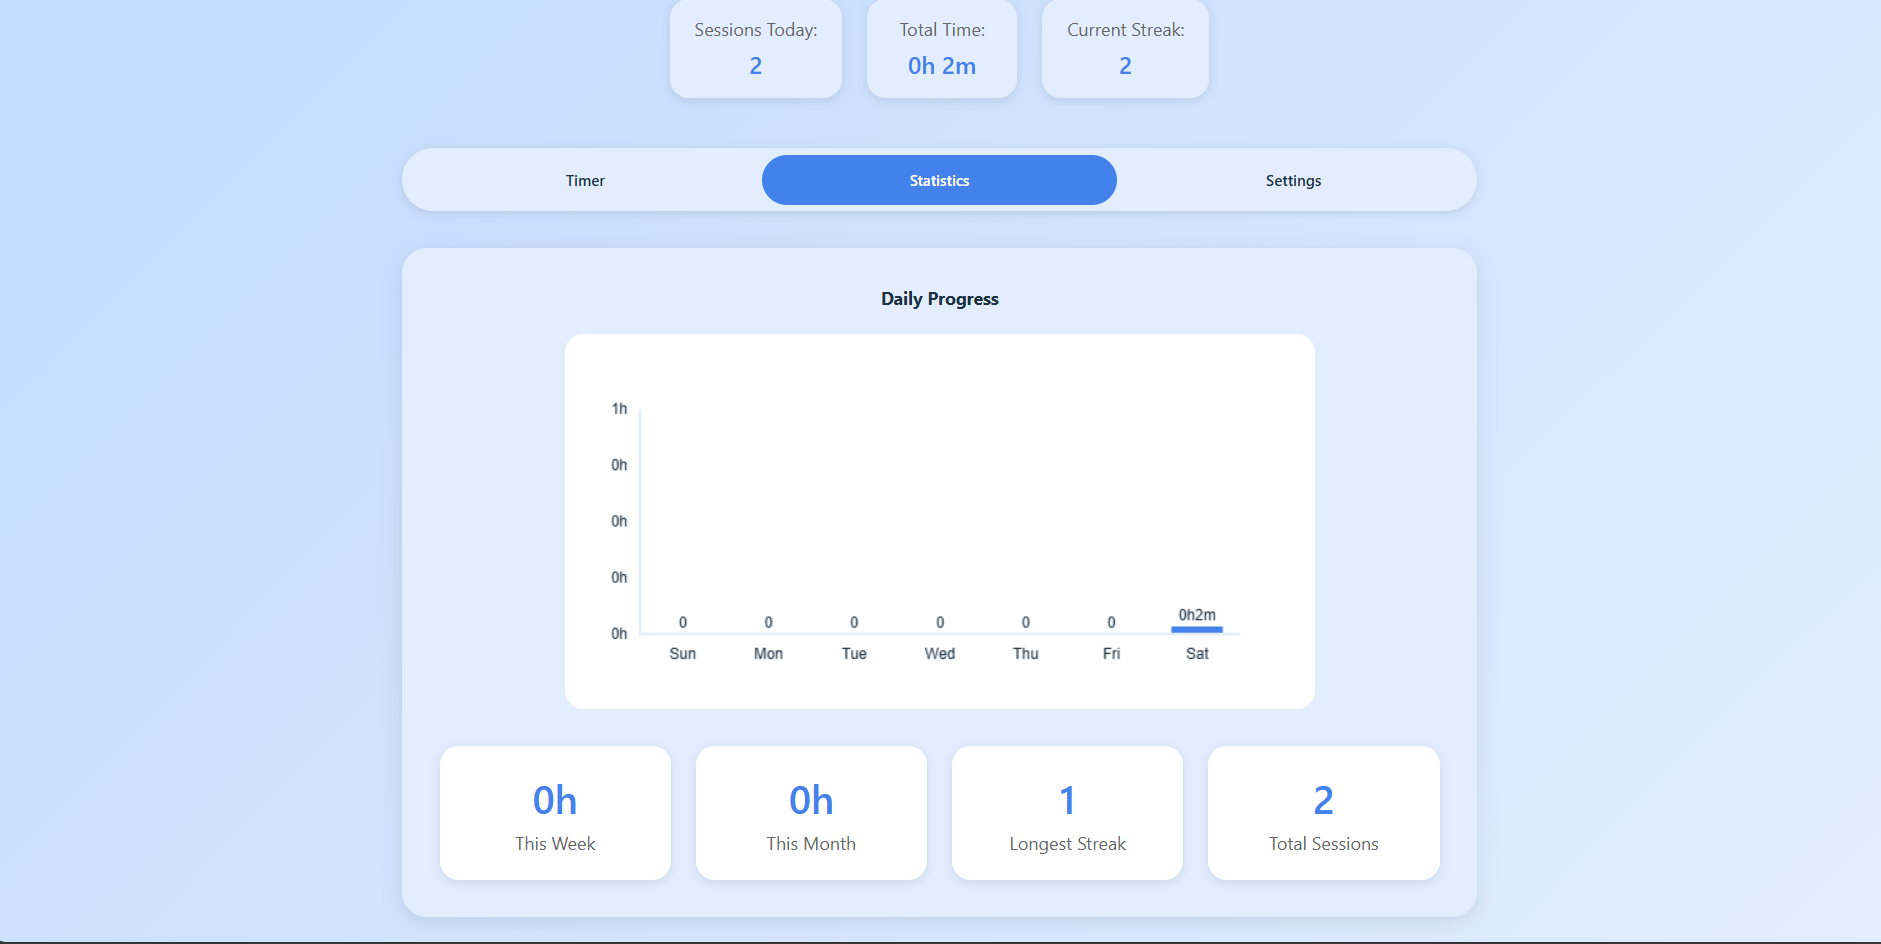 Sessions Today:
2
Total Time:
0h 2m
Current Streak:
2
Timer
Statistics
Settings
Daily Progress
1h
0h
0h
0h
0h
0 0 0 0 0 0 0h2m
Sun Mon Tue Wed Thu Fri Sat
0h
This Week
0h
This Month
1
Longest Streak
2
Total Sessions